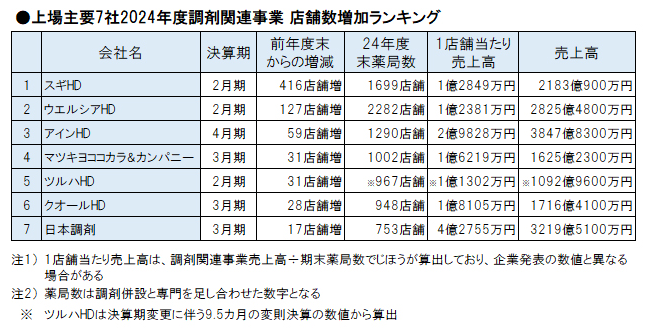 ●上場主要7社2024年度調剤関連事業 店舗数増加ランキング
会社名 決算期 前年度末からの増減 24年度末薬局数 1店舗当たり売上高 売上高
1 スギHD 2月期 416店舗増 1699店舗 1億2849万円 2183億900万円
2 ウエルシアHD 2月期 127店舗増 2282店舗 1億2381万円 2825億4800万円
3 アインHD 4月期 59店舗増 1290店舗 2億9828万円 3847億8300万円
4 マツキヨココカラ&カンパニー 3月期 31店舗増 1002店舗 1億6219万円 1625億2300万円
5 ツルハHD 2月期 31店舗増 ※967店舗 ※1億1302万円 ※1092億9600万円
6 クオールHD 3月期 28店舗増 948店舗 1億8105万円 1716億4100万円
7 日本調剤 3月期 17店舗増 753店舗 4億2755万円 3219億5100万円
注1) 1店舗当たり売上高は、調剤関連事業売上高÷期末薬局数でじほうが算出しており、企業発表の数値と異なる
場合がある
注2) 薬局数は調剤併設と専門を足し合わせた数字となる
※ ツルハHDは決算期変更に伴う9.5カ月の変則決算の数値から算出